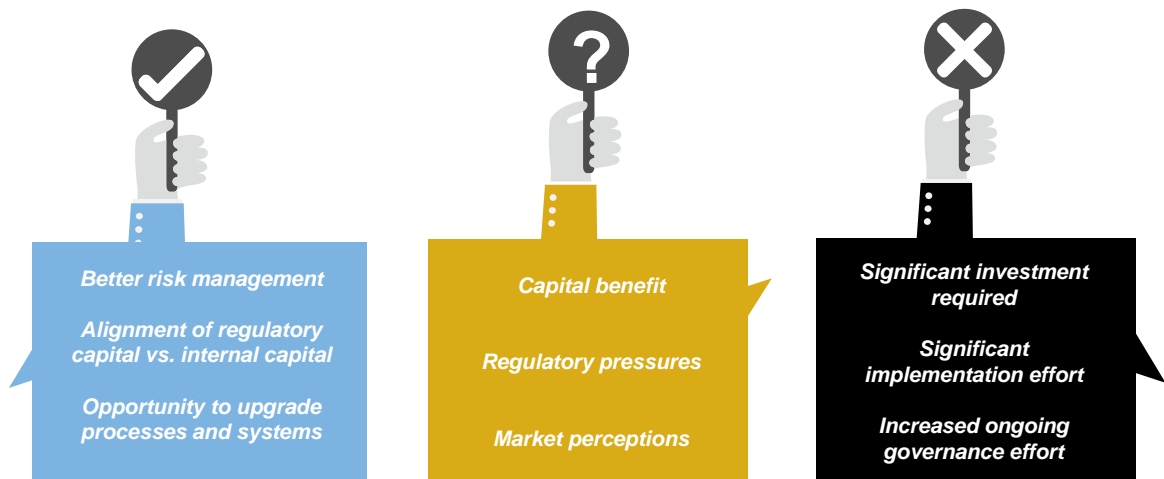 ?
Better risk management
Alignment of regulatory
capital vs. internal capital
Opportunity to upgrade
processes and systems
Capital benefit
Regulatory pressures
Market perceptions
Significant investment
required
Significant
implementation effort
Increased ongoing
governance effort